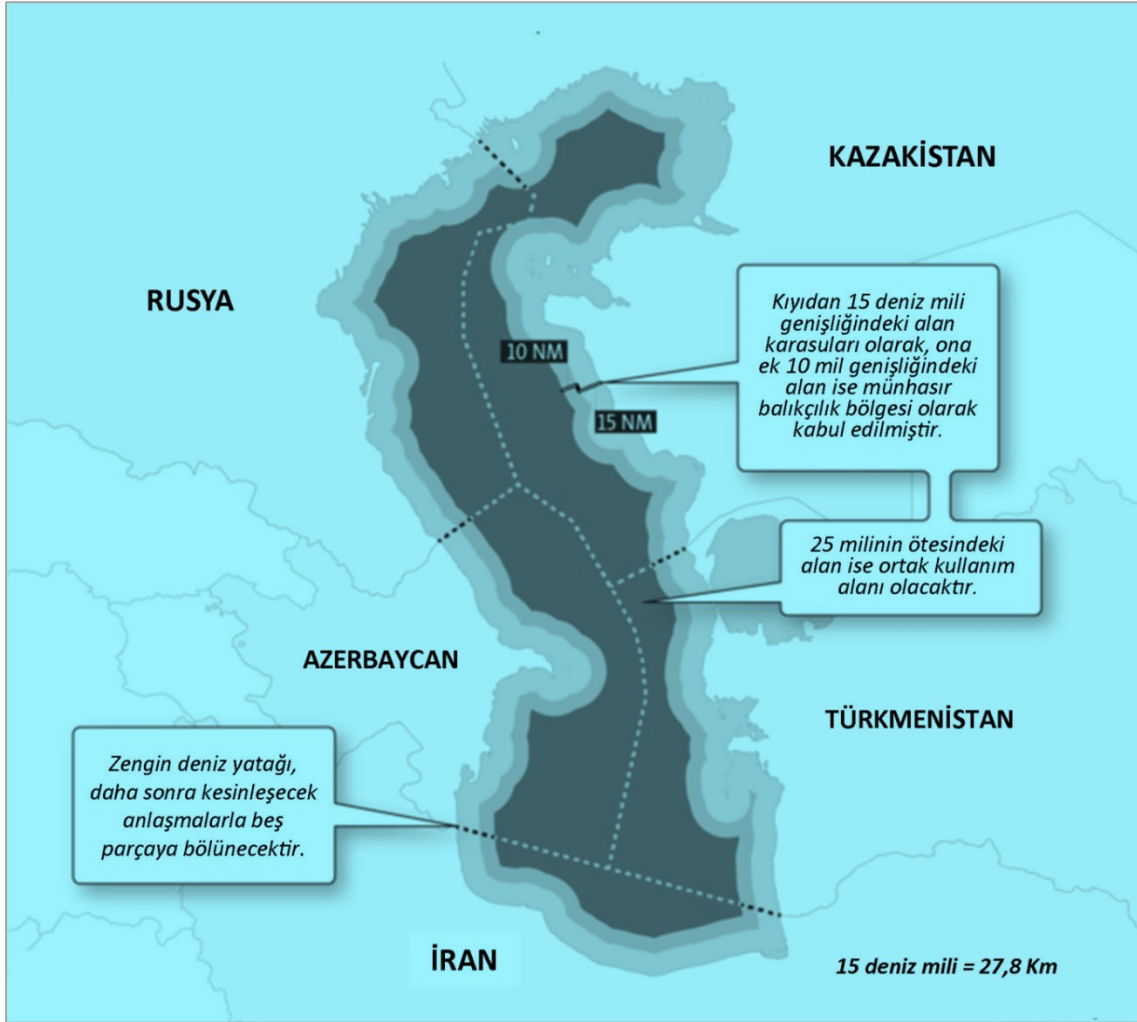 KAZAKİSTAN
RUSYA
Kıyıdan 15 deniz mili
genişliğindeki alan
karasuları olarak, ona
ek 10 mil genişliğindeki
alan ise münhasır
balıkçılık bölgesi olarak
kabul edilmiştir.
10 NM
15 NM
25 milinin ötesindeki
alan ise ortak kullanım
alanı olacaktır.
AZERBAYCAN
TÜRKMENİSTAN
Zengin deniz yatağı,
daha sonra kesinleşecek
anlaşmalarla beş
parçaya bölünecektir.
İRAN
15 deniz mili = 27,8 Km